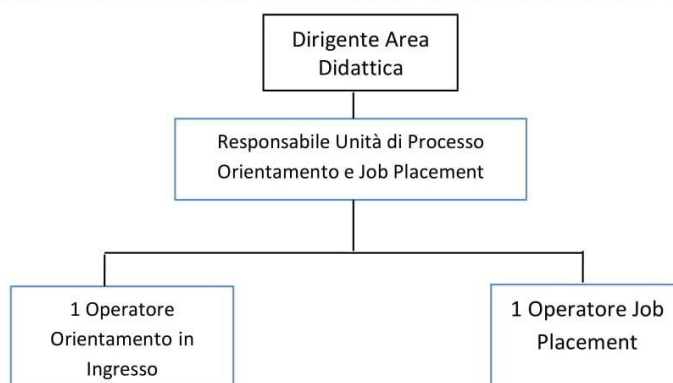 Dirigente Area
Didattica
Responsabile Unità di Processo
Orientamento e Job Placement
1 Operatore
Orientamento in
Ingresso
1 Operatore Job
Placement